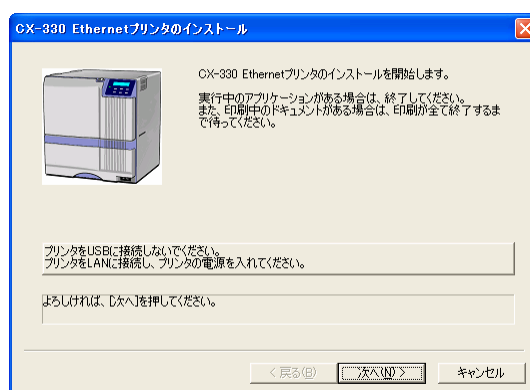 CX-330 Ethernetプリンタのインストール
CX-330 Ethernetプリンタのインストールを開始します。
実行中のアプリケーションがある場合は、終了してください。
また、印刷中のドキュメントがある場合は、印刷が全て終了するま
で待ってください。
プリンタをUSBに接続しないでください。
プリンタをLANに接続し、プリンタの電源を入れてください。
よろしければ、[次へ]を押してください。
< 戻る(B)
次へ(N) >
キャンセル